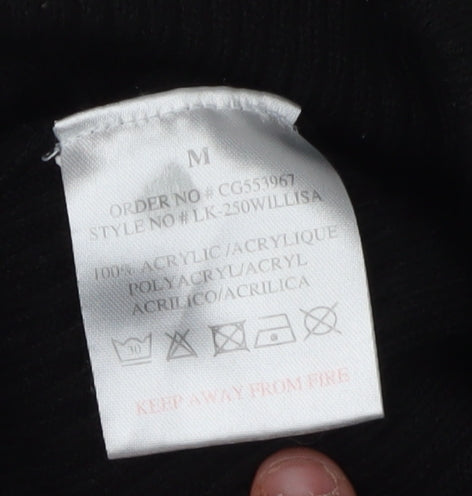 M
ORDER NO # CG553967
STYLE NO # LK-250WILLISA
100% ACRYLIC/ACRYLIQUE
POLYACRYL/ACRYL
ACRILICO/ACRILICA
30
KEEP AWAY FROM FIRE